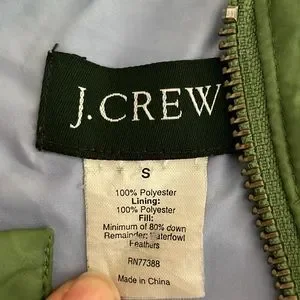 J.CREW
S
100% Polyester
Lining:
100% Polyester
Fill:
Minimum of 80% down
Remainder: Waterfowl
Feathers
RN77388
Made in China